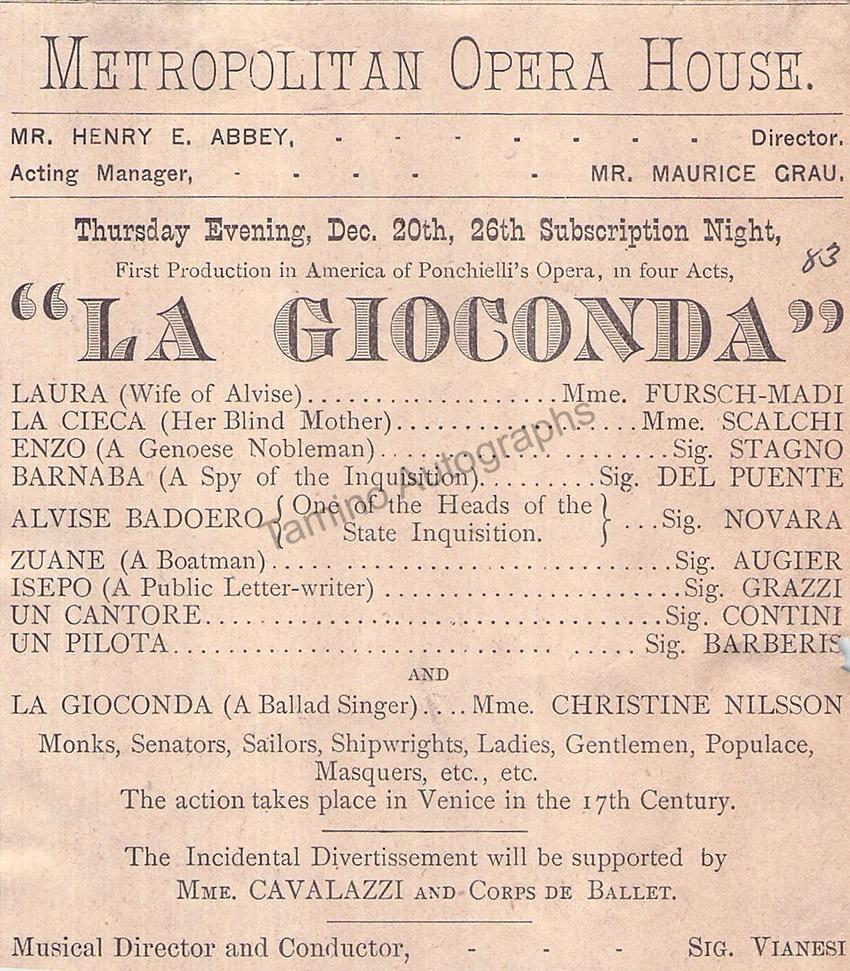 METROPOLITAN OPERA HOUSE.
MR. HENRY E. ABBEY, - - - - - - - Director.
Acting Manager, - - - - - MR. MAURICE GRAU.
Thursday Evening, Dec. 20th, 26th Subscription Night,
83
First Production in America of Ponchielli's Opera, in four Acts,
“LA GIOCONDA”
LAURA (Wife of Alvise)....................Mme. FURSCH-MADI
LA CIECA (Her Blind Mother)...................Mme. SCALCHI
ENZO (A Genoese Nobleman)......................Sig. STAGNO
BARNABA (A Spy of the Inquisition)..........Sig. DEL PUENTE
ALVISE BADOERO { One of the Heads of the State Inquisition. } ...Sig. NOVARA
ZUANE (A Boatman)..............................Sig. AUGIER
ISEPO (A Public Letter-writer) ......................Sig. GRAZZI
UN CANTORE..................................Sig. CONTINI
UN PILOTA.................................. Sig. BARBERIS
AND
LA GIOCONDA (A Ballad Singer)....Mme. CHRISTINE NILSSON
Monks, Senators, Sailors, Shipwrights, Ladies, Gentlemen, Populace,
Masquers, etc., etc.
The action takes place in Venice in the 17th Century.
The Incidental Divertissement will be supported by
MME. CAVALAZZI AND CORPS DE BALLET.
Musical Director and Conductor, - - - SIG. VIANESI
Tamino Autographs